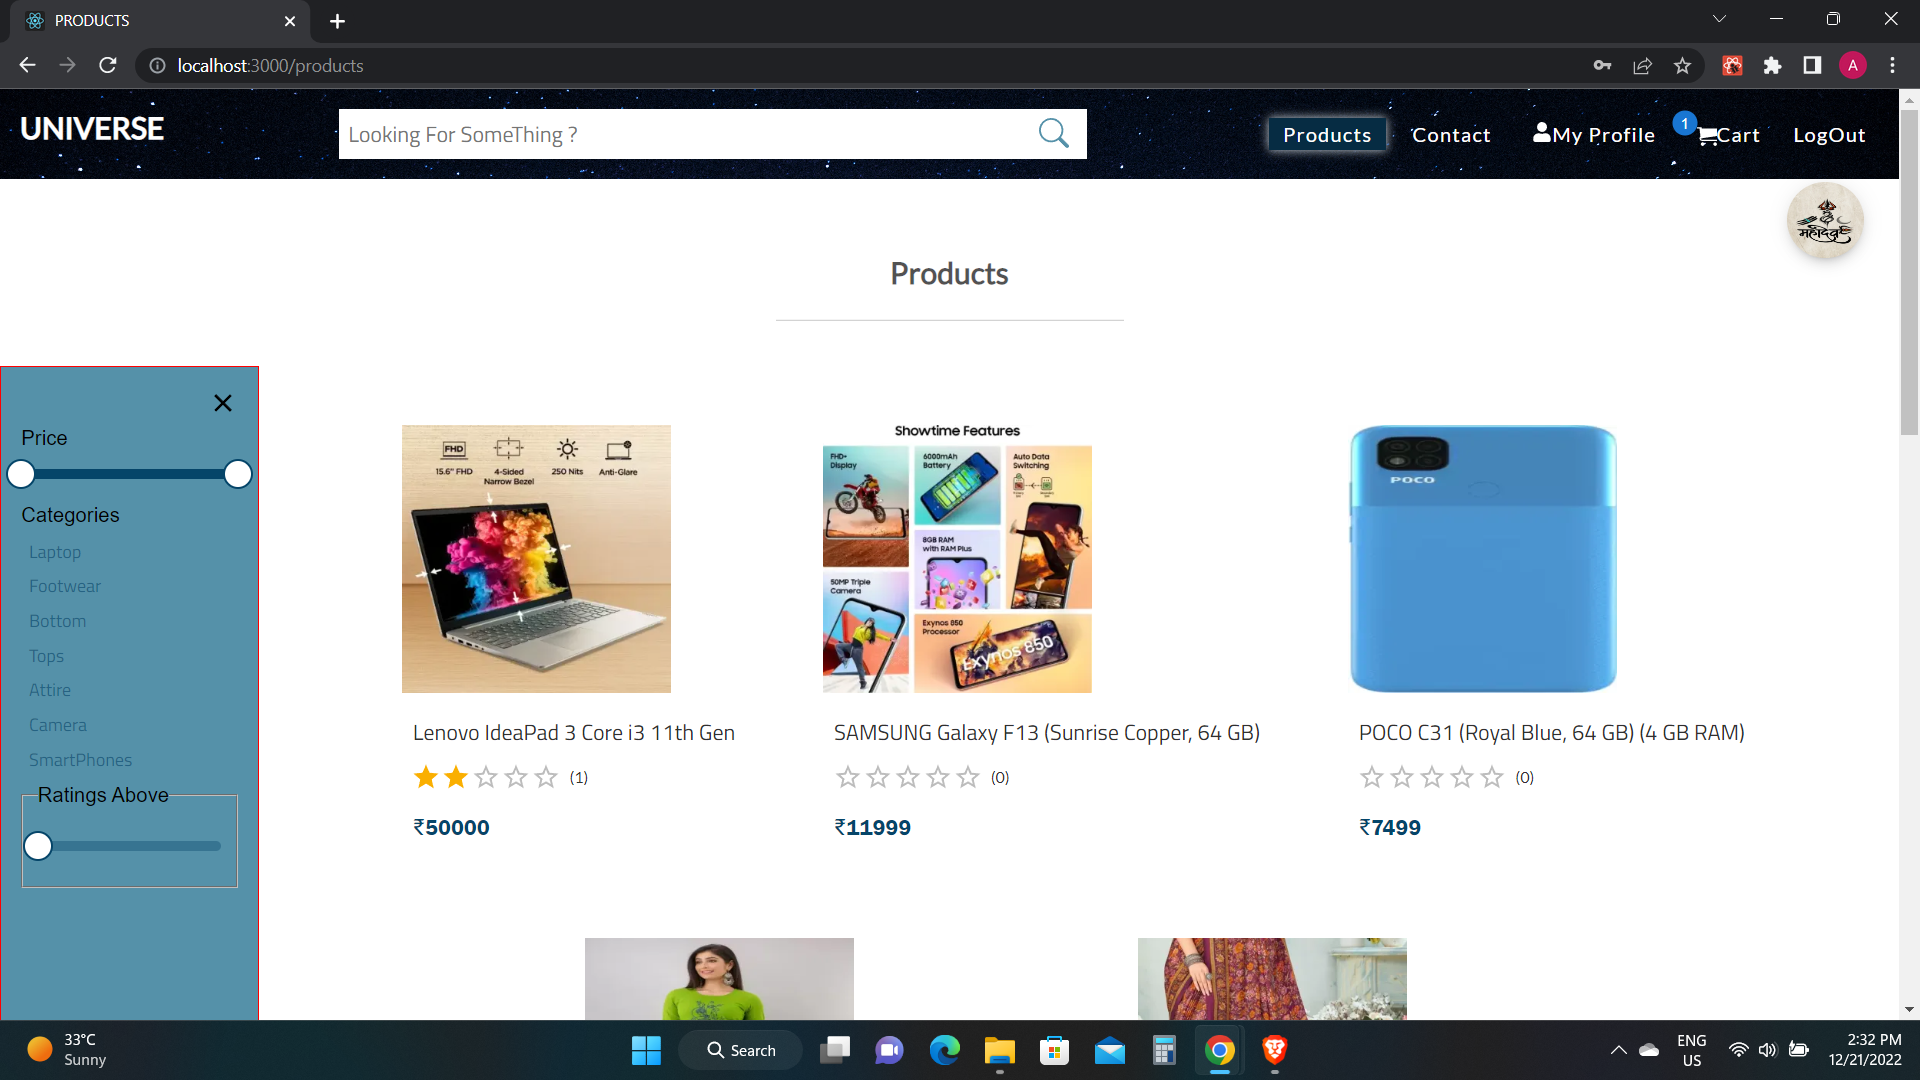 PRODUCTS
localhost:3000/products
A
UNIVERSE
Looking For SomeThing ?
Products
Contact
My Profile
1
Cart
LogOut
महादेव
Products
Price
Categories
Laptop
Footwear
Bottom
Tops
Attire
Camera
SmartPhones
Ratings Above
FHD
15.6" FHD
4-Sided
Narrow Bezel
250 Nits
Anti-Glare
Lenovo IdeaPad 3 Core i3 11th Gen
(1)
₹50000
Showtime Features
FHD+
Display
6000mAh
Battery
Auto Data
Switching
8GB RAM
with RAM Plus
50MP Triple
Camera
Exynos 850
Processor
Exynos 850
SAMSUNG Galaxy F13 (Sunrise Copper, 64 GB)
(0)
₹11999
POCO
POCO C31 (Royal Blue, 64 GB) (4 GB RAM)
(0)
₹7499
33°C
Sunny
Search
ENG
US
2:32 PM
12/21/2022